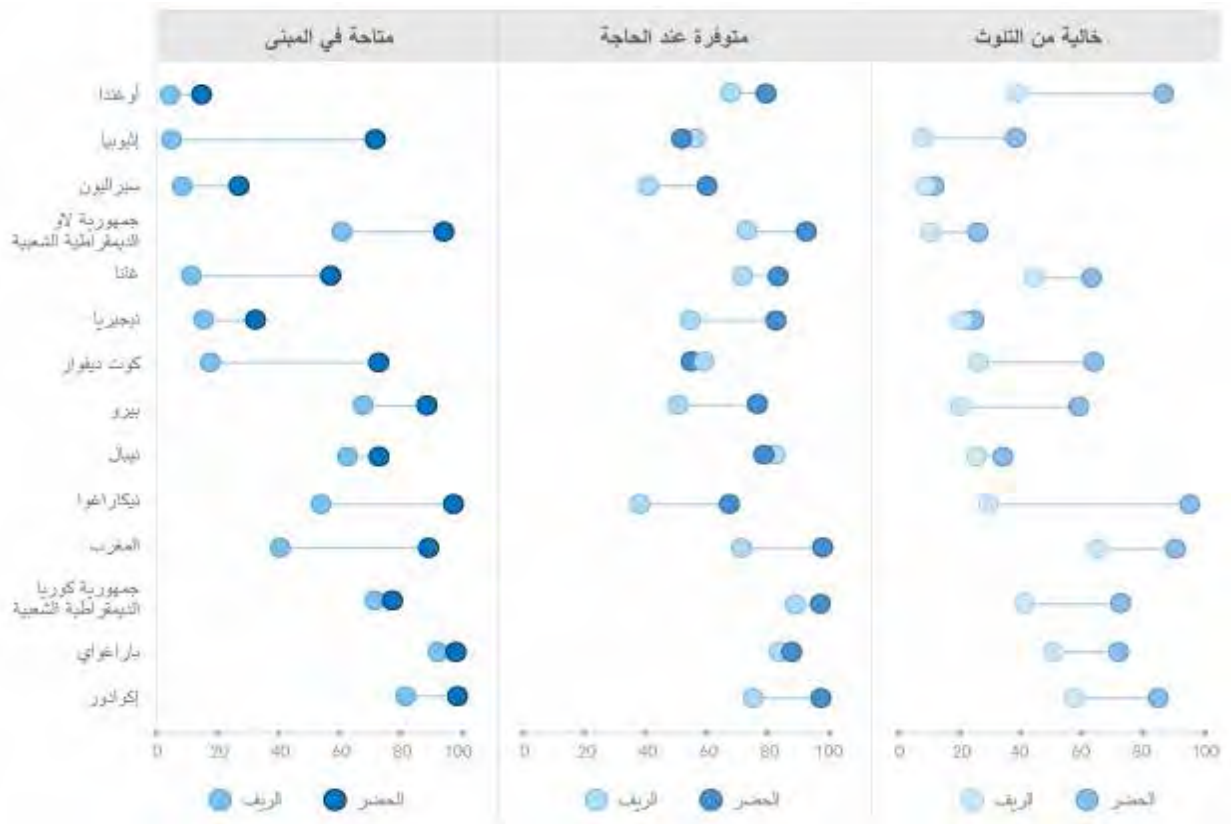 متاحة في المبنى
متوفرة عند الحاجة
خالية من التلوث
أوغندا
إثيوبيا
سيراليون
جمهورية لاو
الديمقراطية الشعبية
غانا
نيجيريا
كوت ديفوار
بيرو
نيبال
نيكاراغوا
المغرب
جمهورية كوريا
الديمقراطية الشعبية
باراغواي
إكوادور
0 20 40 60 80 100
0 20 40 60 80 100
0 20 40 60 80 100
الريف الحضر
الريف الحضر
الريف الحضر